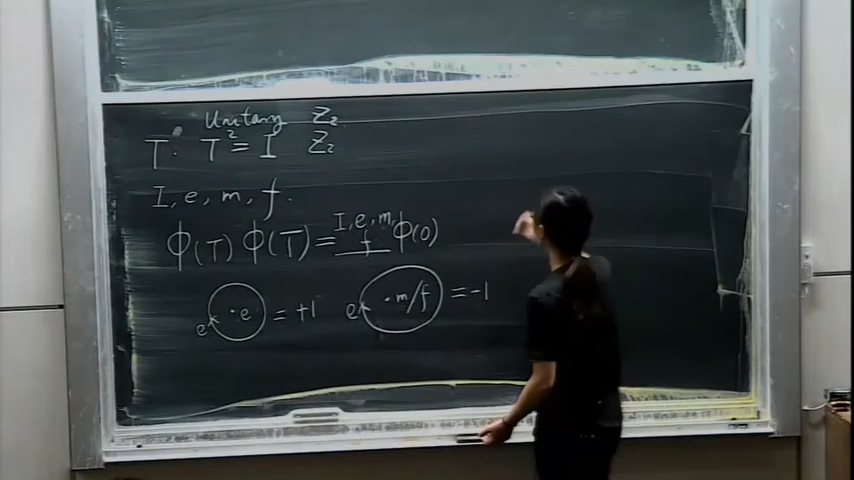 Unitary Z₂
T. T² = I Z₂
I, e, m, f.
I, e, m,
Φ(T) Φ(T) = f Φ(0)
e · e = +1 e · m/f = -1